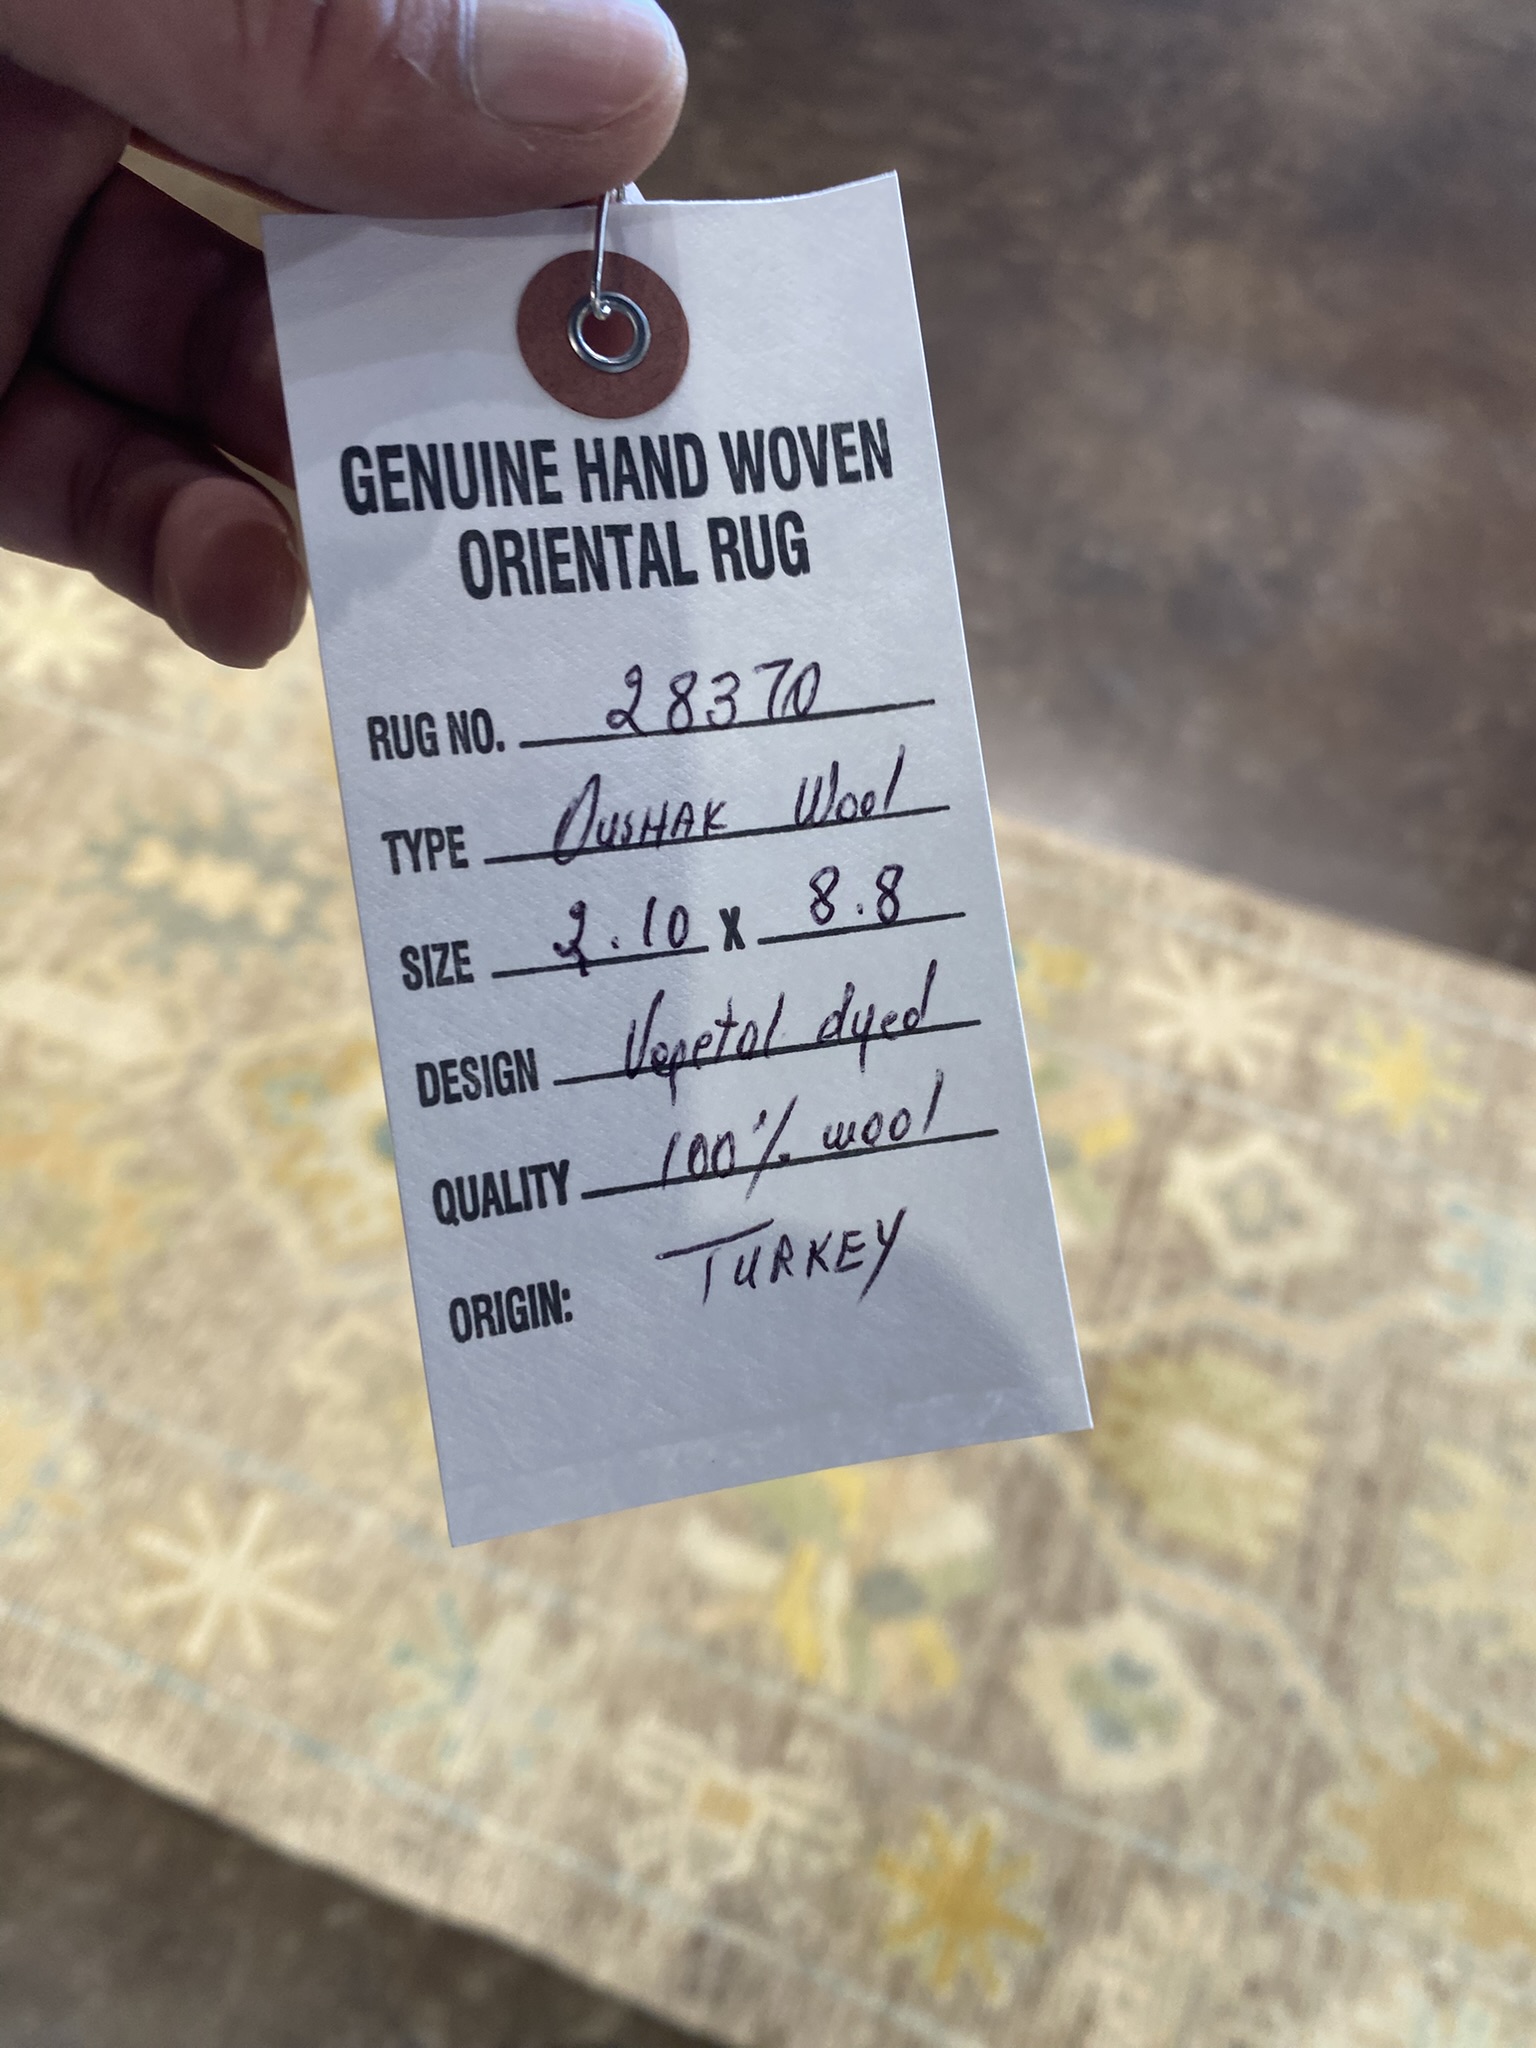 GENUINE HAND WOVEN
ORIENTAL RUG
RUG NO. 28370
TYPE OUSHAK Wool
SIZE 2.10 X 8.8
DESIGN Vegetal dyed
QUALITY 100% wool
ORIGIN: TURKEY